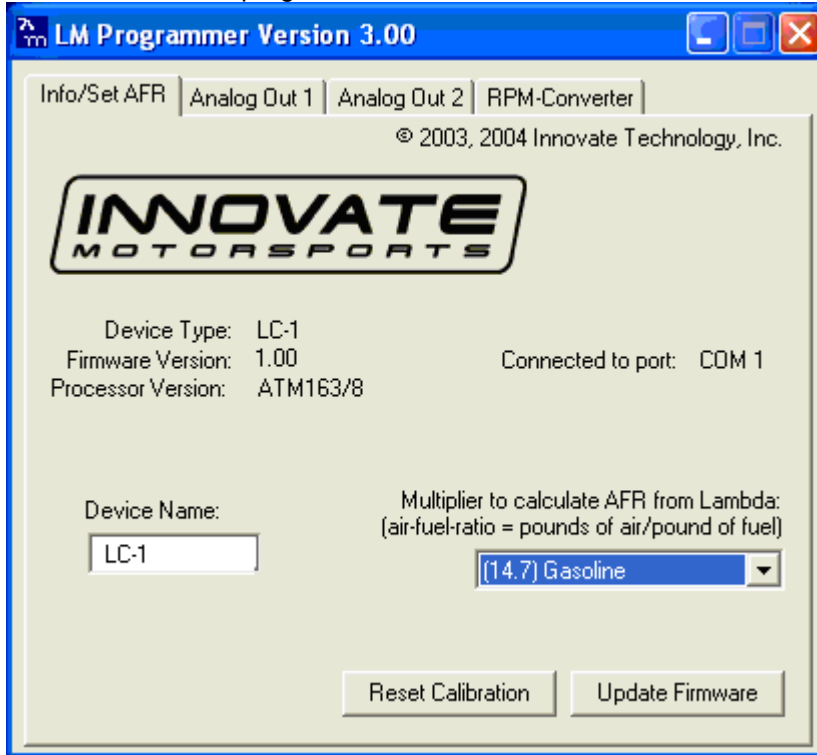 LM Programmer Version 3.00
Info/Set AFR Analog Out 1 Analog Out 2 RPM-Converter
© 2003, 2004 Innovate Technology, Inc.
INNOVATE
MOTORSPORTS
Device Type: LC-1
Firmware Version: 1.00 Connected to port: COM 1
Processor Version: ATM163/8
Multiplier to calculate AFR from Lambda:
(air-fuel-ratio = pounds of air/pound of fuel)
Device Name:
LC-1
(14.7) Gasoline
Reset Calibration Update Firmware